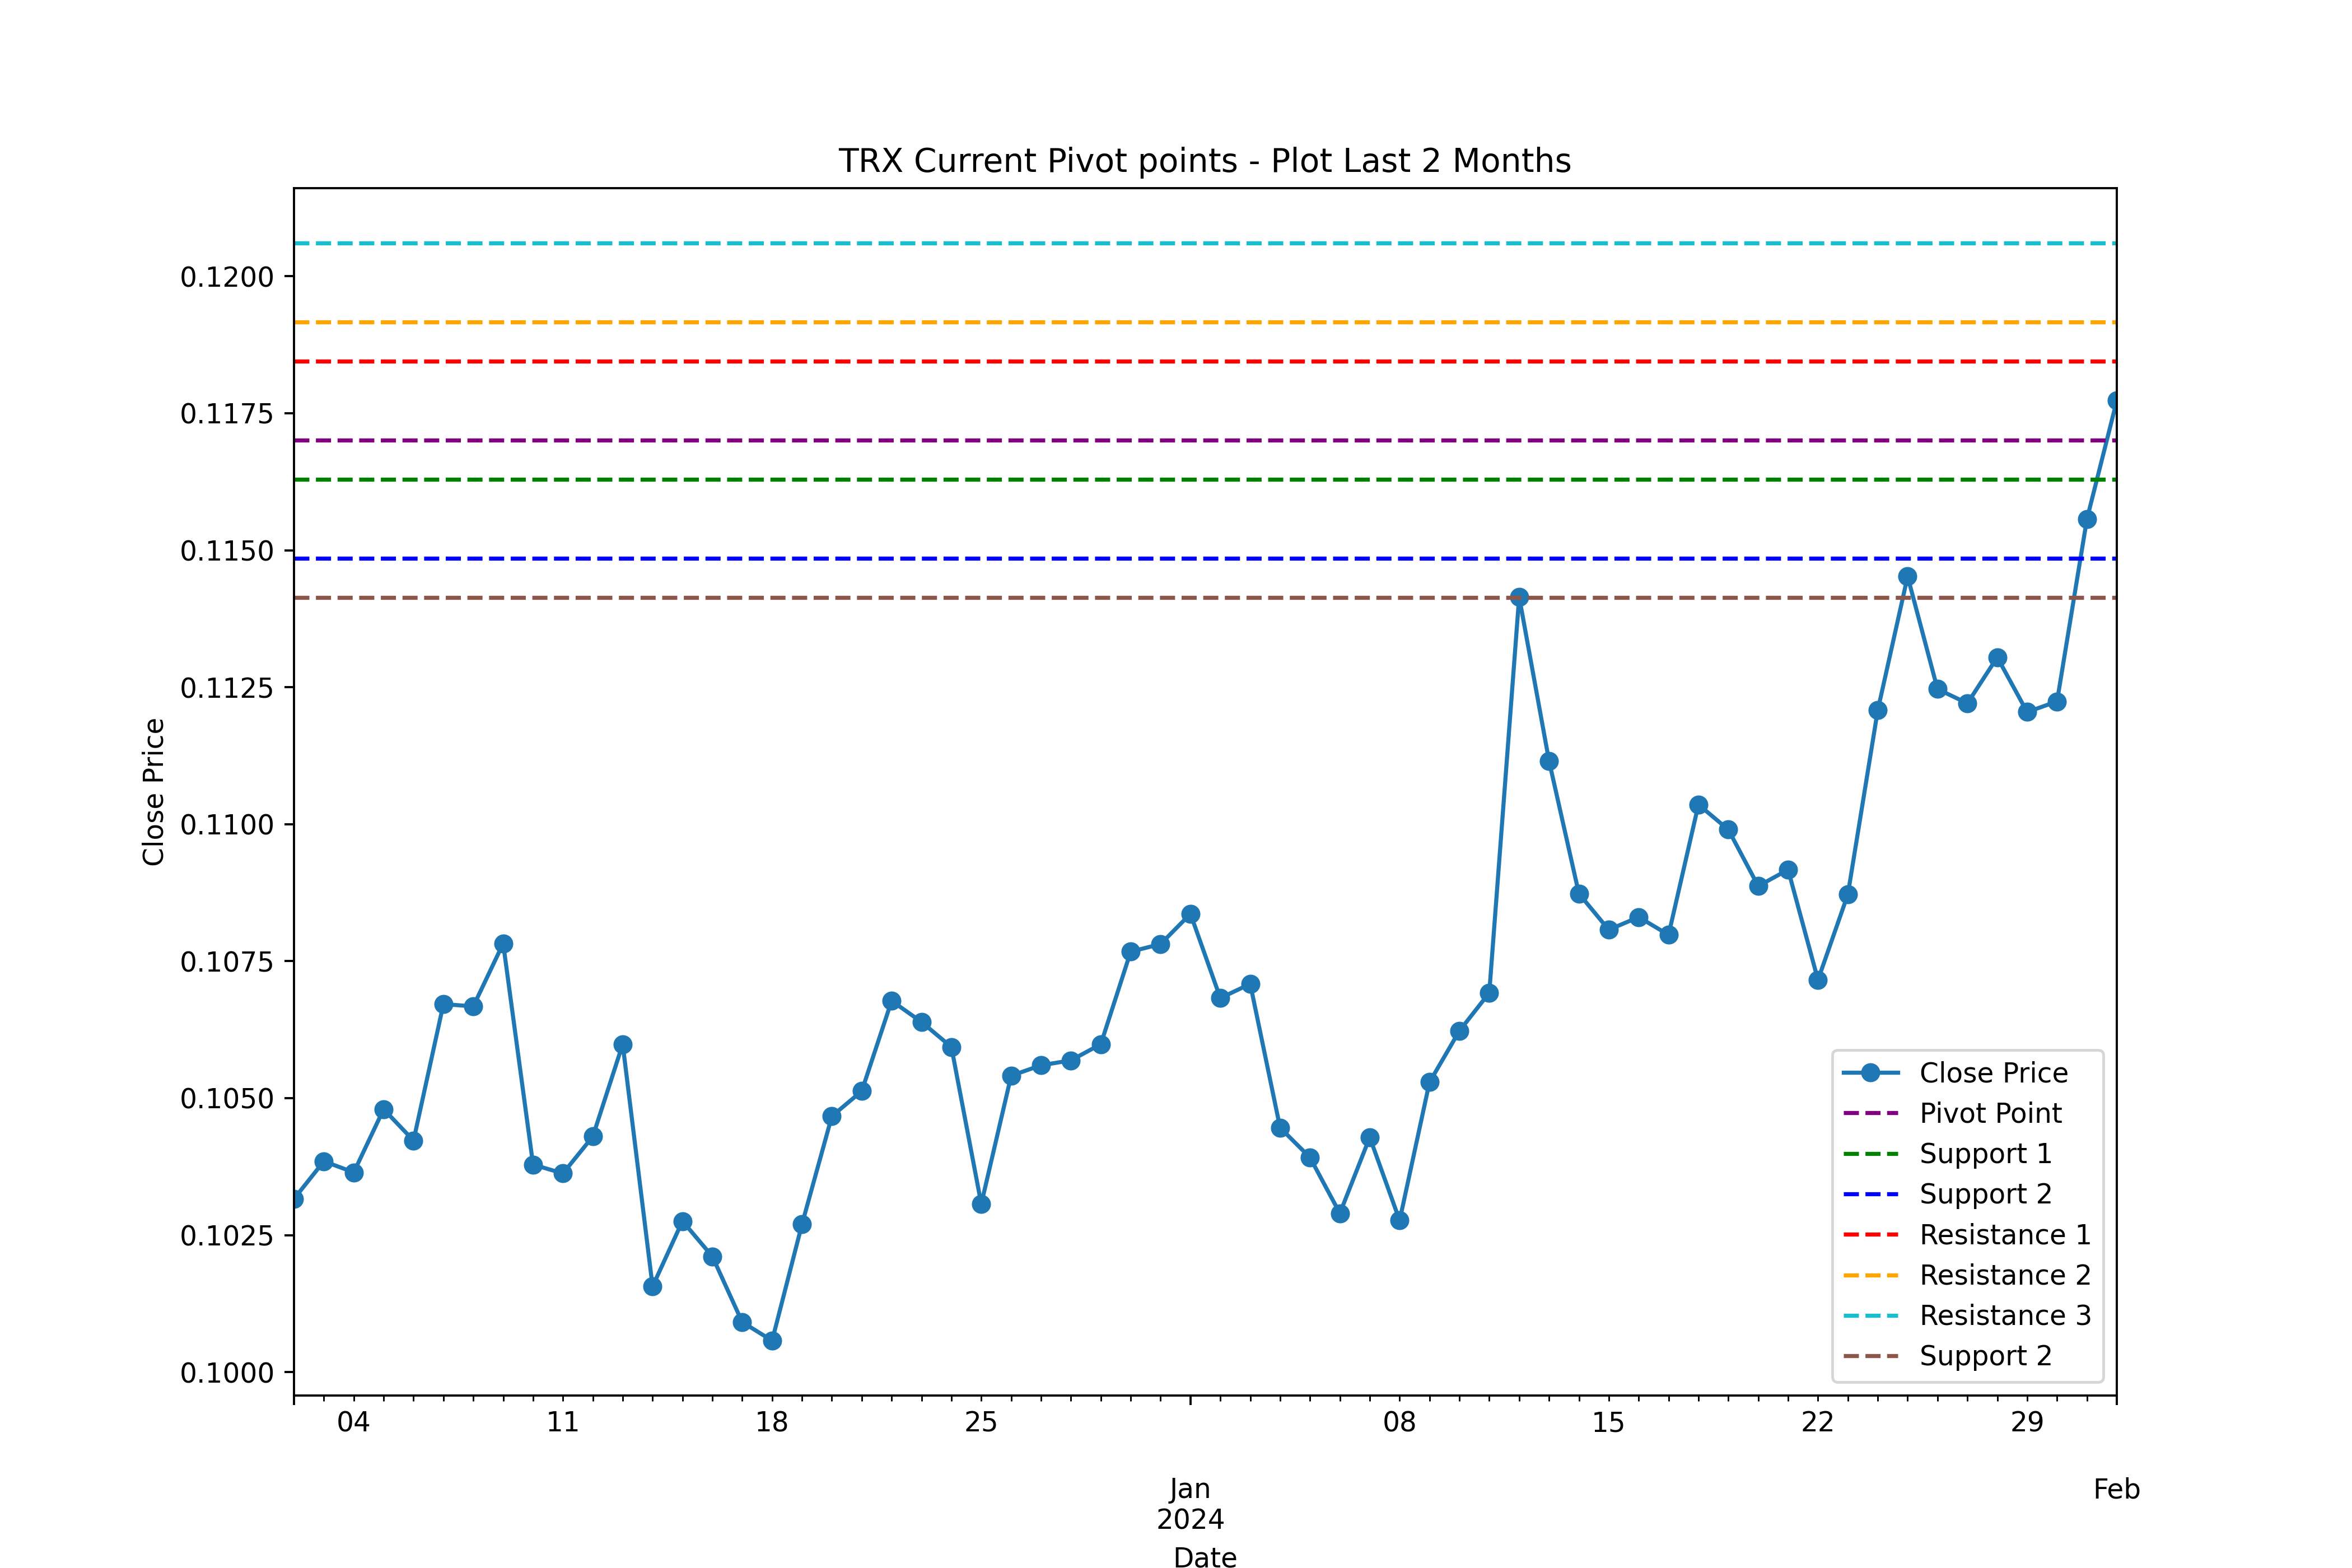 TRX Current Pivot points - Plot Last 2 Months
0.1200
0.1175
0.1150
0.1125
0.1100
0.1075
0.1050
0.1025
0.1000
Close Price
Close Price
Pivot Point
Support 1
Support 2
Resistance 1
Resistance 2
Resistance 3
Support 2
04 11 18 25 08 15 22 29
Jan Feb
2024
Date